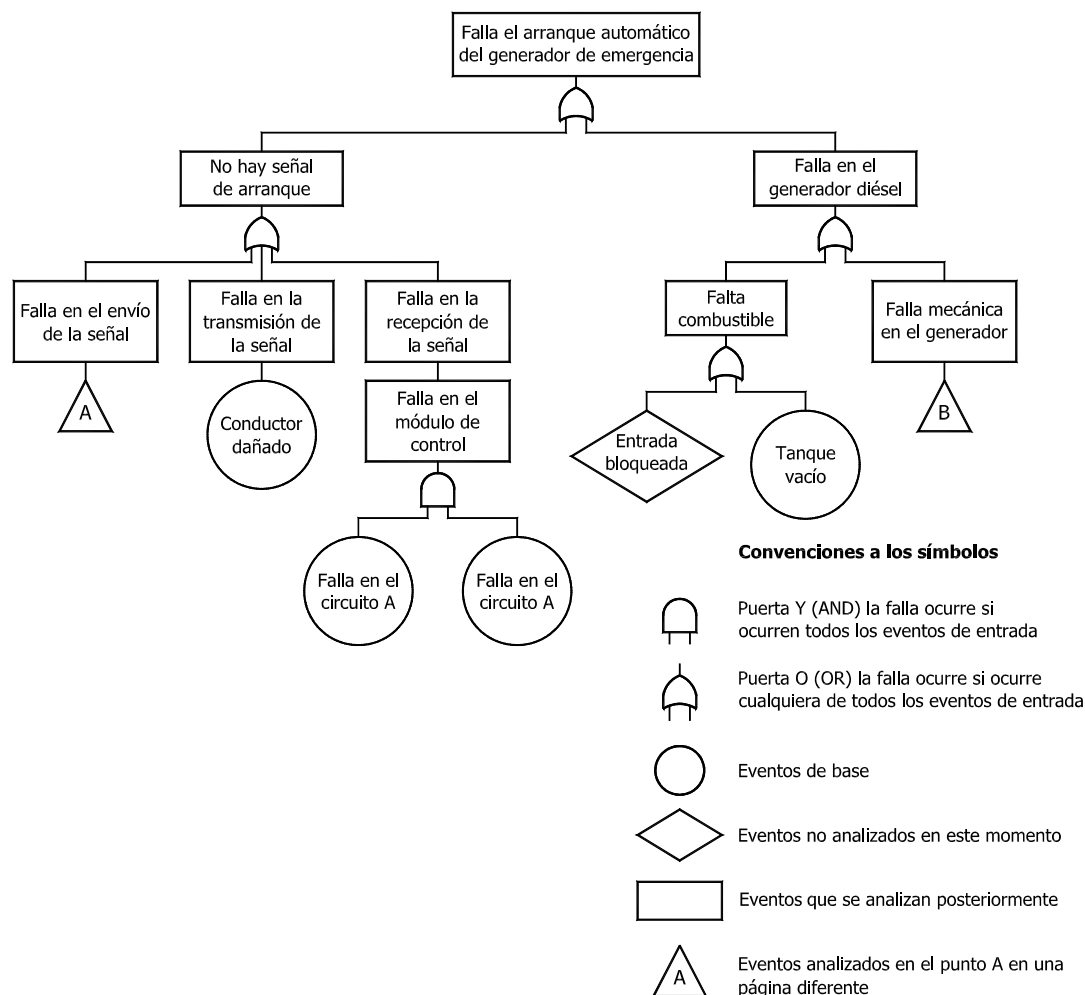 Falla el arranque automático
del generador de emergencia
No hay señal
de arranque
Falla en el
generador diésel
Falla en el envío
de la señal
Falla en la
transmisión de
la señal
Falla en la
recepción de
la señal
Falta
combustible
Falla mecánica
en el generador
A
Conductor
dañado
Falla en el
módulo de
control
Entrada
bloqueada
Tanque
vacío
B
Falla en el
circuito A
Falla en el
circuito A
Convenciones a los símbolos
Puerta Y (AND) la falla ocurre si
ocurren todos los eventos de entrada
Puerta O (OR) la falla ocurre si ocurre
cualquiera de todos los eventos de entrada
Eventos de base
Eventos no analizados en este momento
Eventos que se analizan posteriormente
A
Eventos analizados en el punto A en una
página diferente